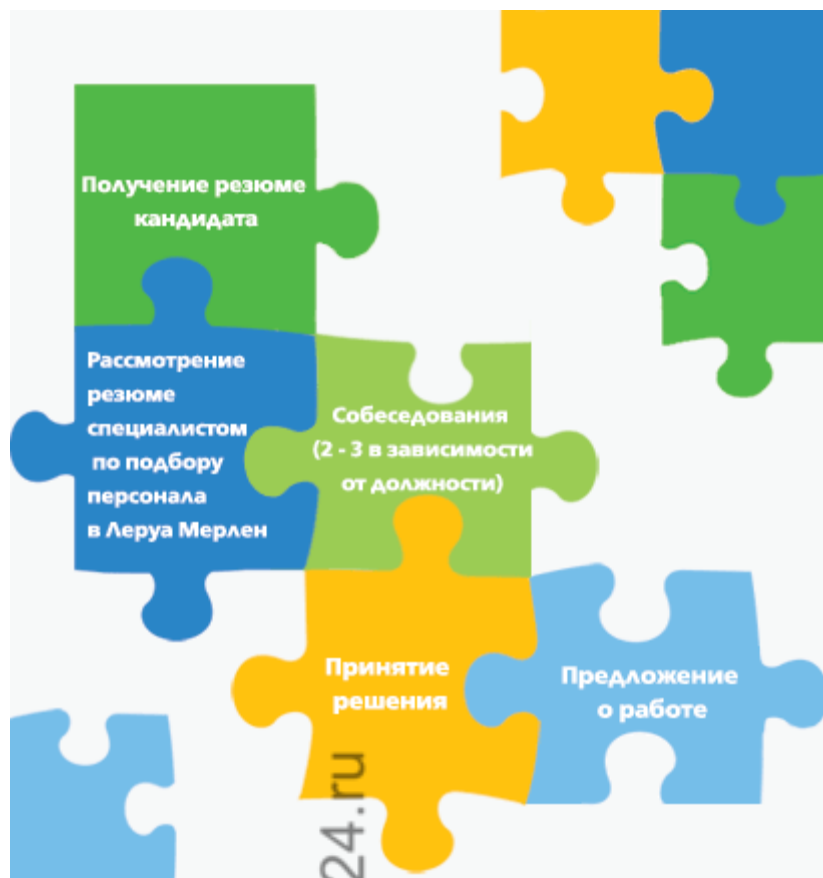 Получение резюме
кандидата
Рассмотрение
резюме
специалистом
по подбору
персонала
в Леруа Мерлен
Собеседования
(2 - 3 в зависимости
от должности)
Принятие
решения
Предложение
о работе
24.ru